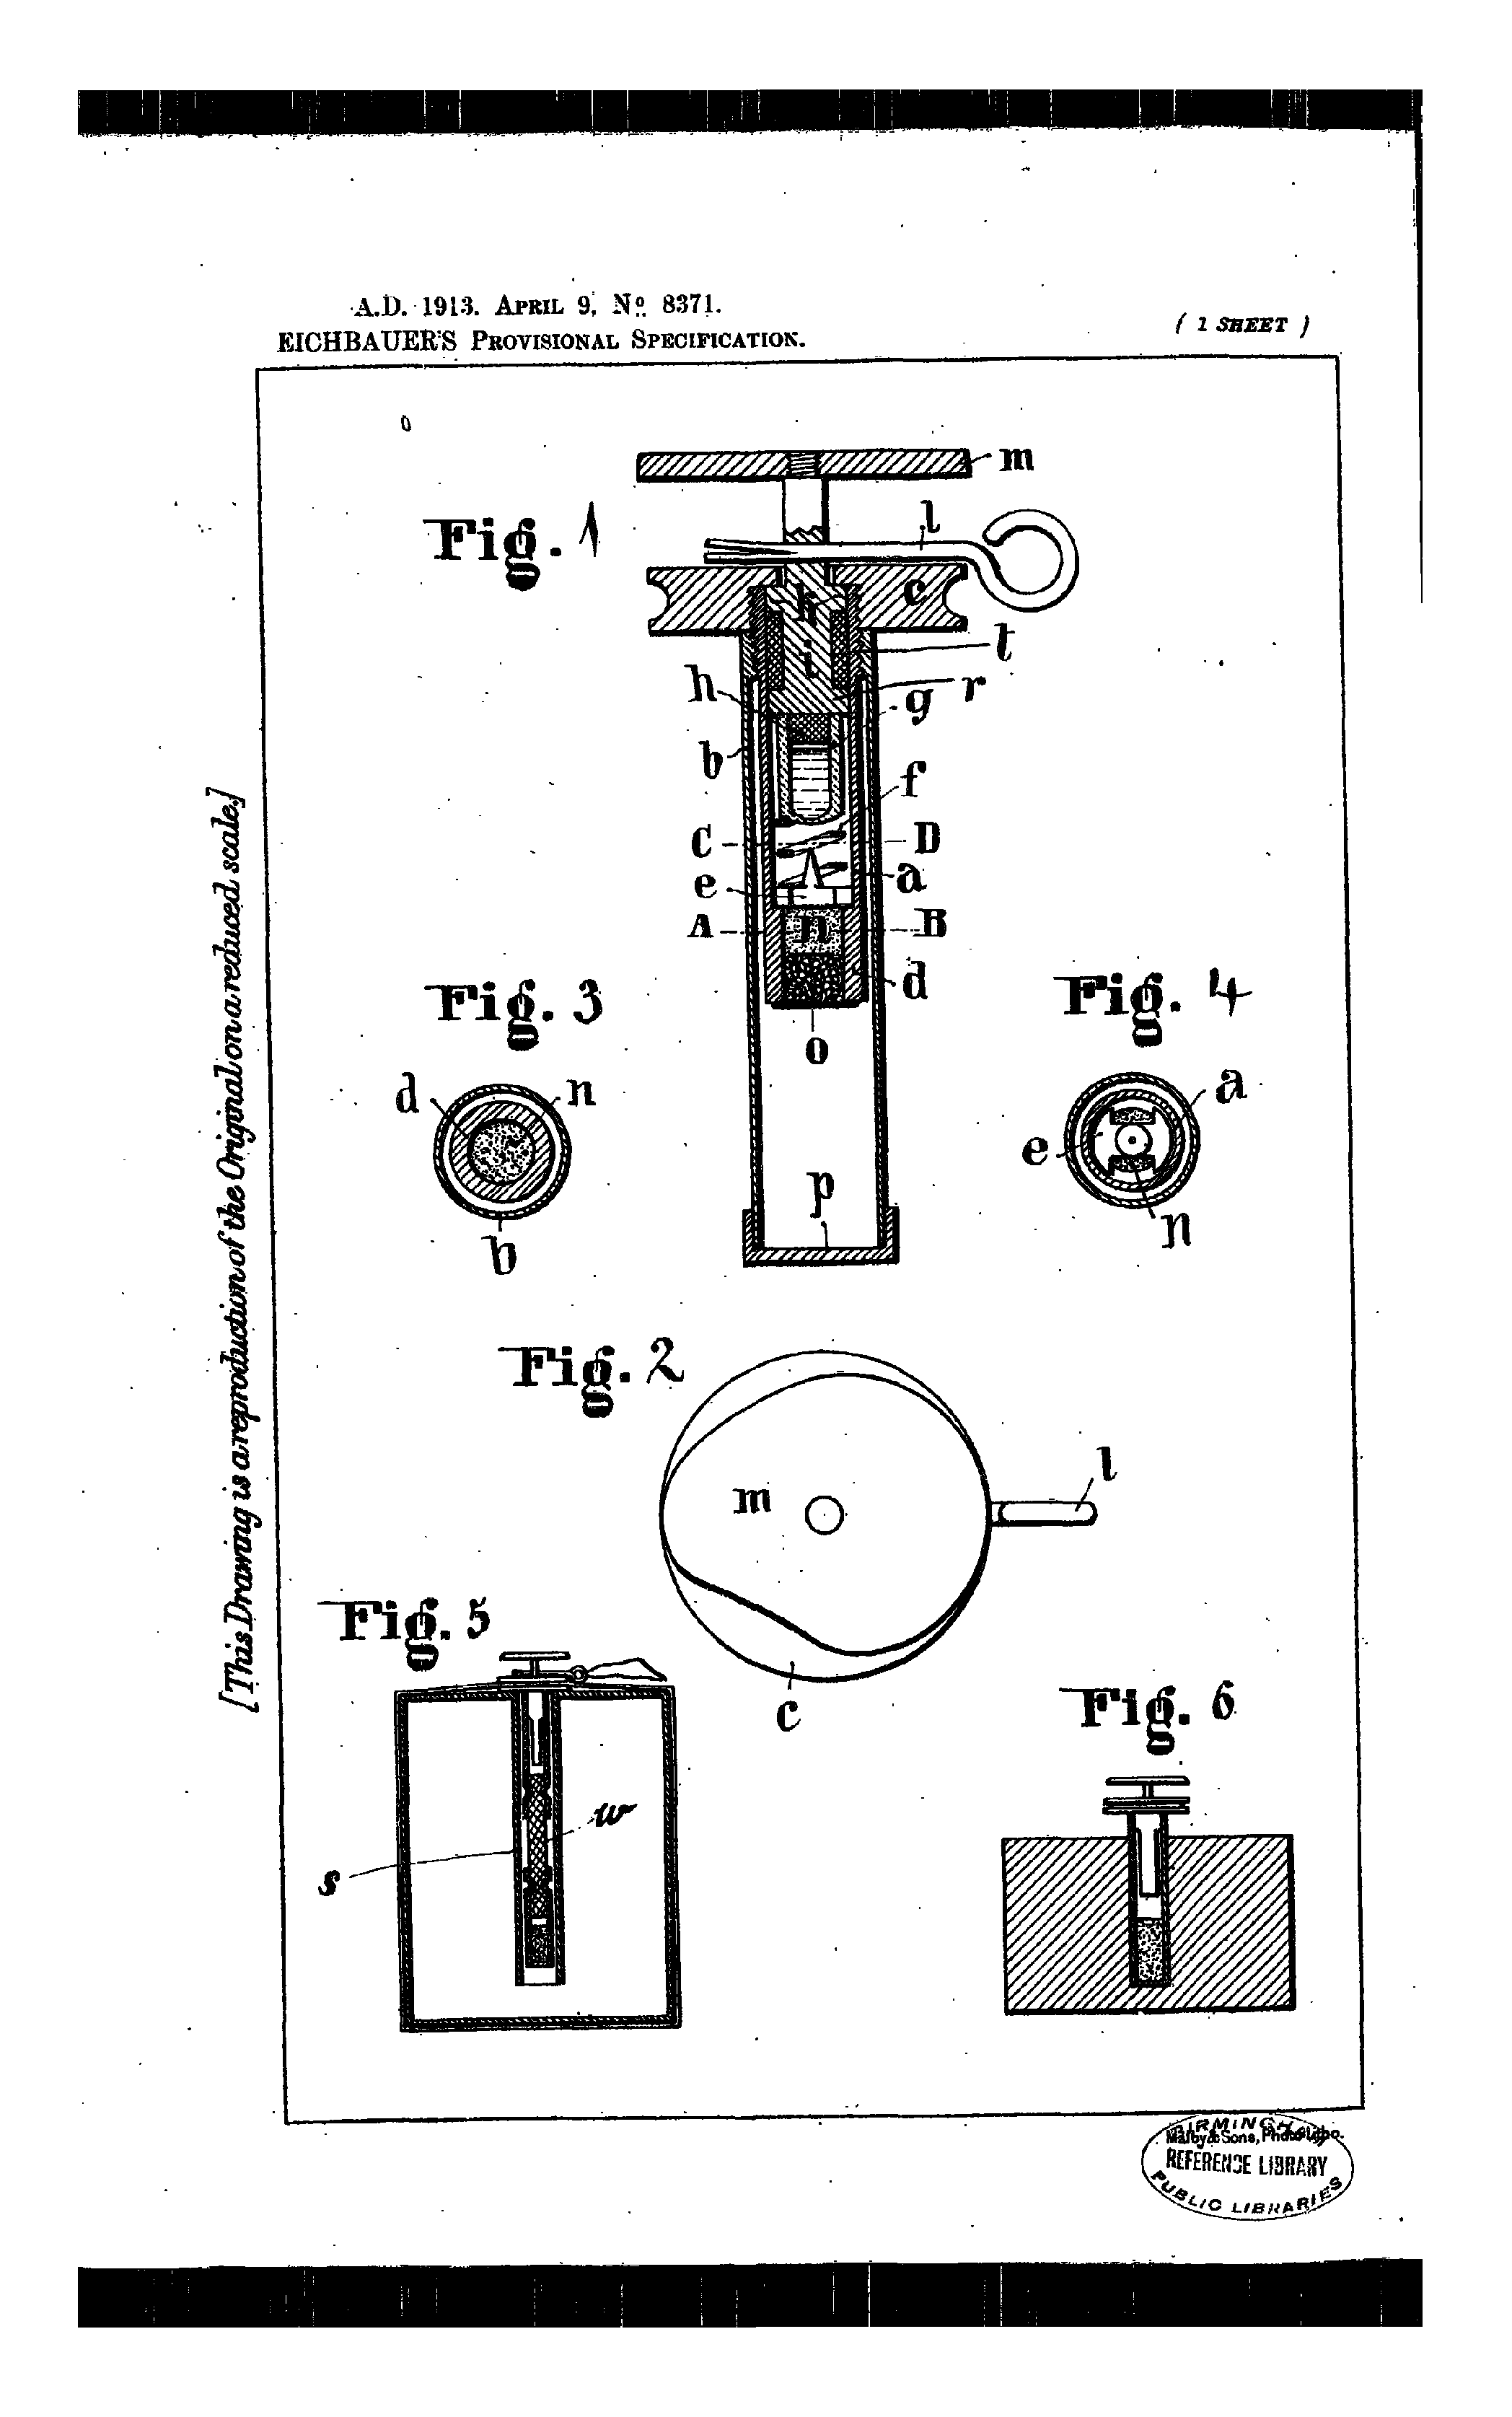 A.D. 1913. APRIL 9, No. 8371.
EICHBAUER'S PROVISIONAL SPECIFICATION.
( 1 SHEET )
[This Drawing is a reproduction of the Original on a reduced scale.]
Fig. 1
m
l
c
k
i
t
h
r
g
b
f
C
D
e
a
A
n
B
d
o
p
Fig. 3
d
n
b
Fig. 4
a
e
n
Fig. 2
m
l
c
Fig. 5
w
s
Fig. 6
Malby & Sons, Photo-Litho.
BIRMINGHAM
REFERENCE LIBRARY
PUBLIC LIBRARIES